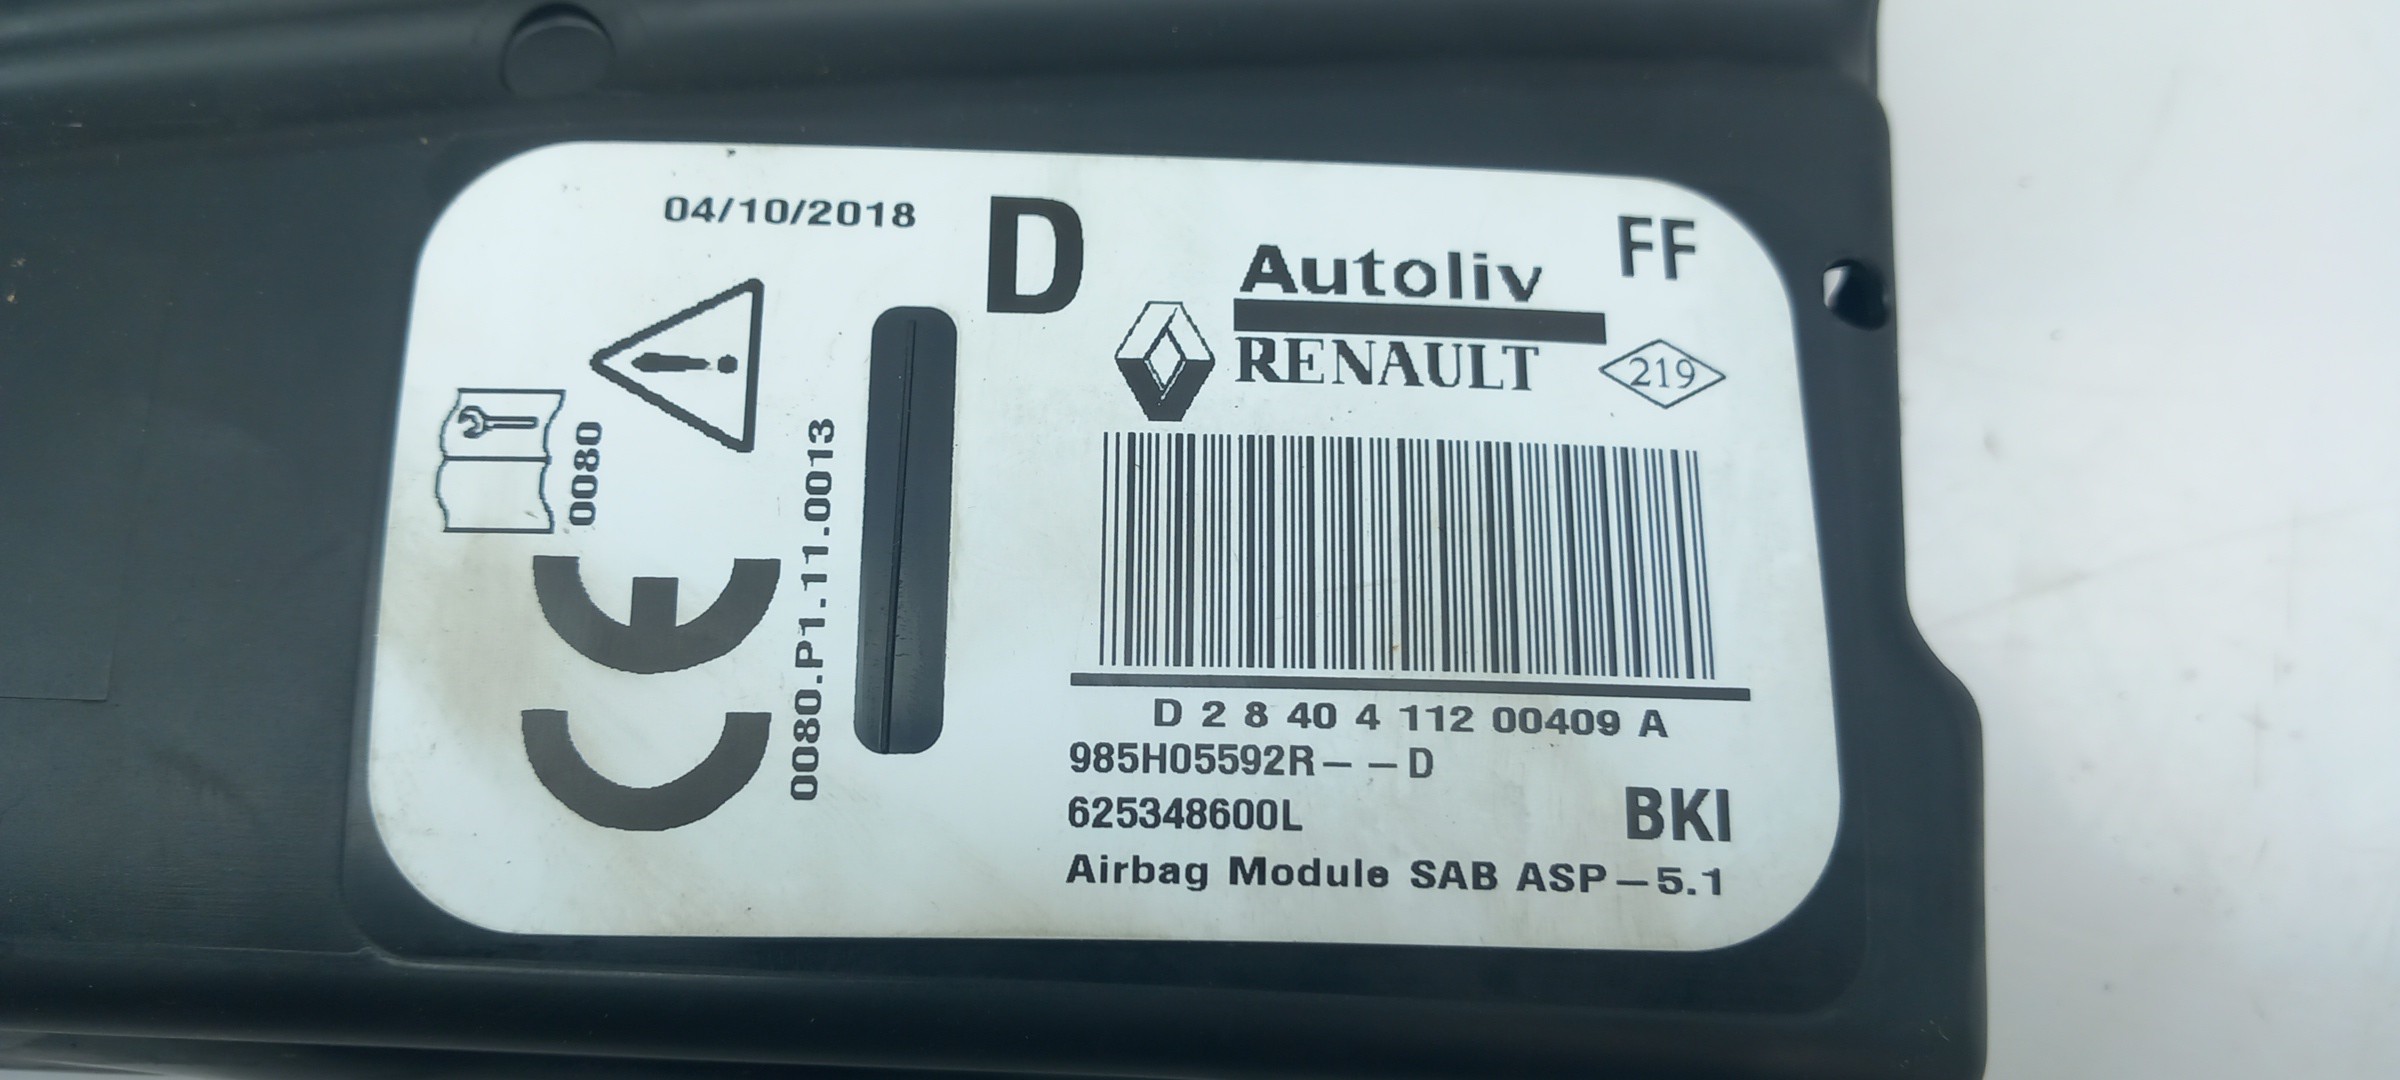 04/10/2018
D
FF
Autoliv
RENAULT
219
0080
0080.P1.11.0013
CE
D 2 8 40 4 112 00409 A
985H05592R– –D
625348600L
BKI
Airbag Module SAB ASP–5.1